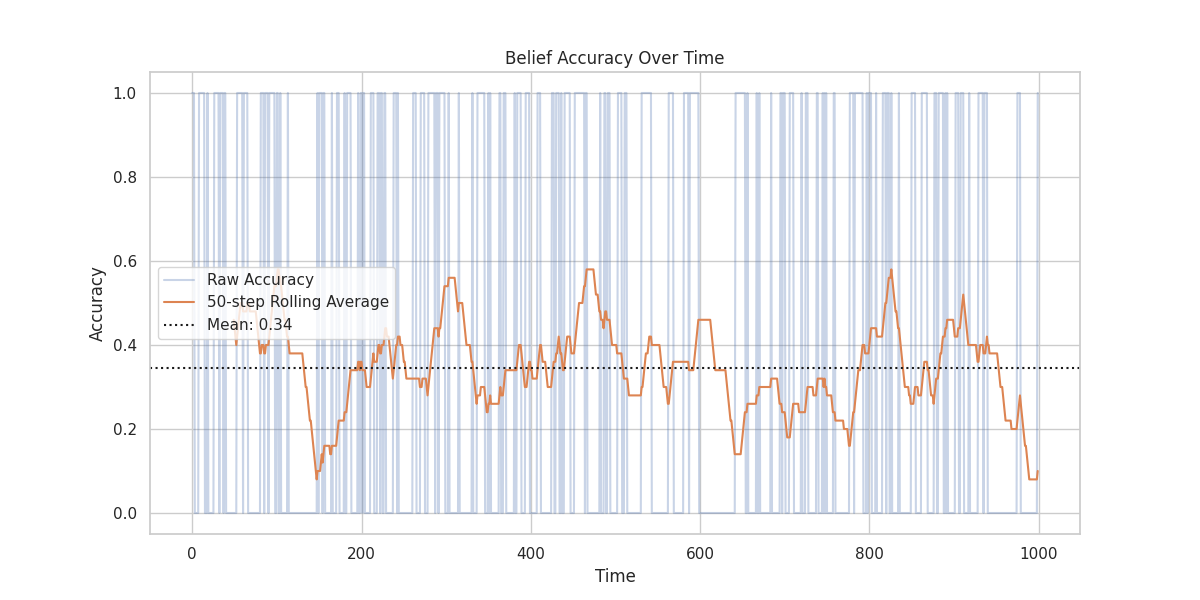 Belief Accuracy Over Time
Accuracy
1.0
0.8
0.6
0.4
0.2
0.0
Raw Accuracy
50-step Rolling Average
Mean: 0.34
0
200
400
600
800
1000
Time